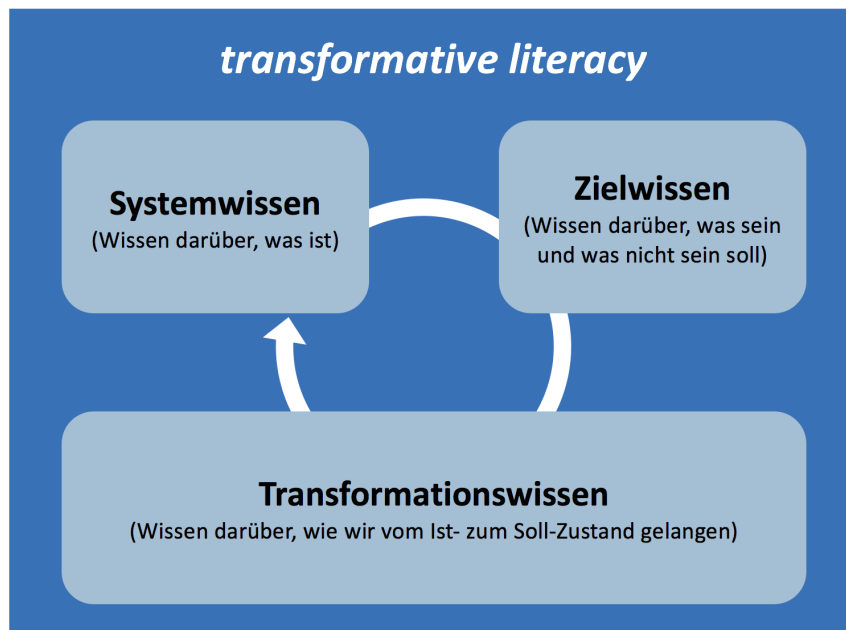 transformative literacy
Systemwissen
(Wissen darüber, was ist)
Zielwissen
(Wissen darüber, was sein
und was nicht sein soll)
Transformationswissen
(Wissen darüber, wie wir vom Ist- zum Soll-Zustand gelangen)